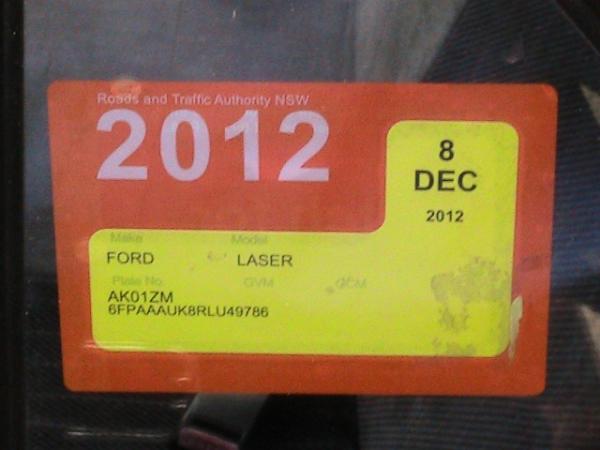 Roads and Traffic Authority NSW
2012
8
DEC
2012
Make Model
FORD LASER
Plate No. GVM GCM
AK01ZM
6FPAAAUK8RLU49786